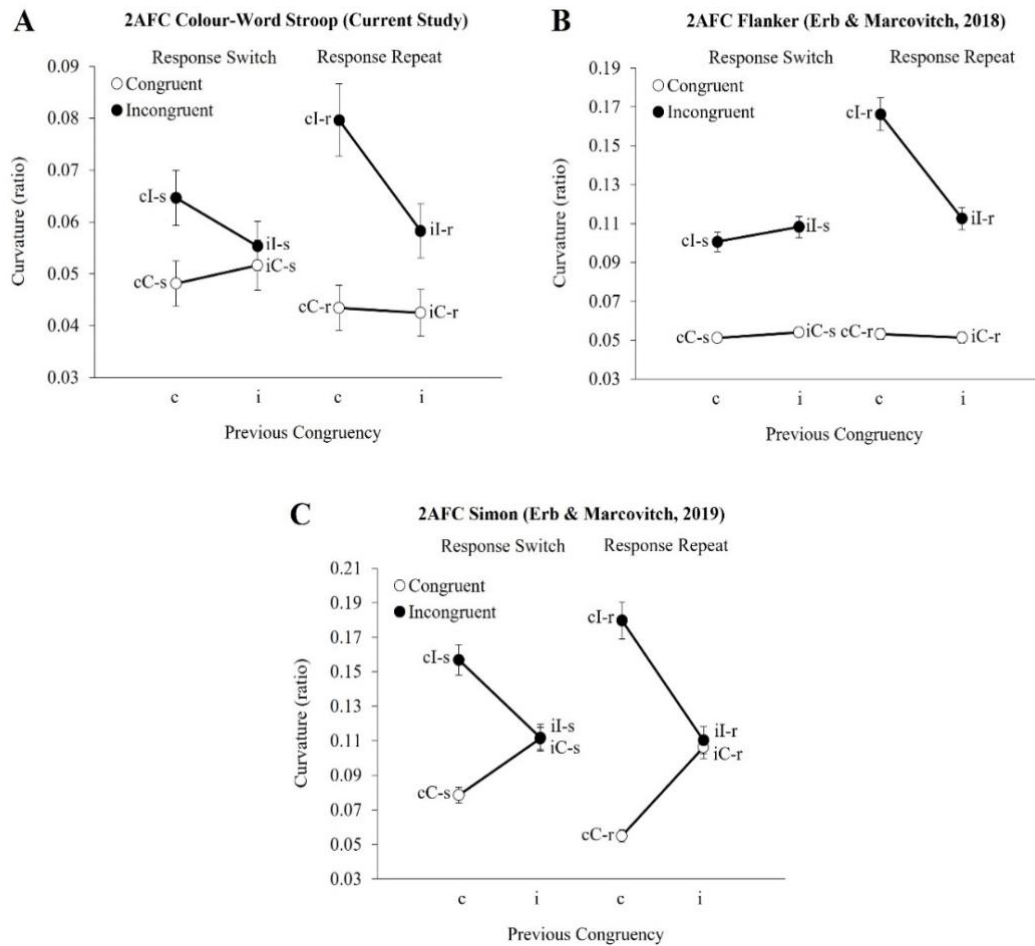 A
2AFC Colour-Word Stroop (Current Study)
Response Switch Response Repeat
Congruent
Incongruent
Curvature (ratio)
0.09
0.08
0.07
0.06
0.05
0.04
0.03
cI-s
iI-s
cC-s
iC-s
cI-r
iI-r
cC-r
iC-r
c i c i
Previous Congruency
B
2AFC Flanker (Erb & Marcovitch, 2018)
Response Switch Response Repeat
Congruent
Incongruent
Curvature (ratio)
0.19
0.17
0.15
0.13
0.11
0.09
0.07
0.05
0.03
cI-s
iI-s
cC-s
iC-s
cI-r
iI-r
cC-r
iC-r
c i c i
Previous Congruency
C
2AFC Simon (Erb & Marcovitch, 2019)
Response Switch Response Repeat
Congruent
Incongruent
Curvature (ratio)
0.21
0.19
0.17
0.15
0.13
0.11
0.09
0.07
0.05
0.03
cI-s
iI-s
iC-s
cC-s
cI-r
iI-r
iC-r
cC-r
c i c i
Previous Congruency